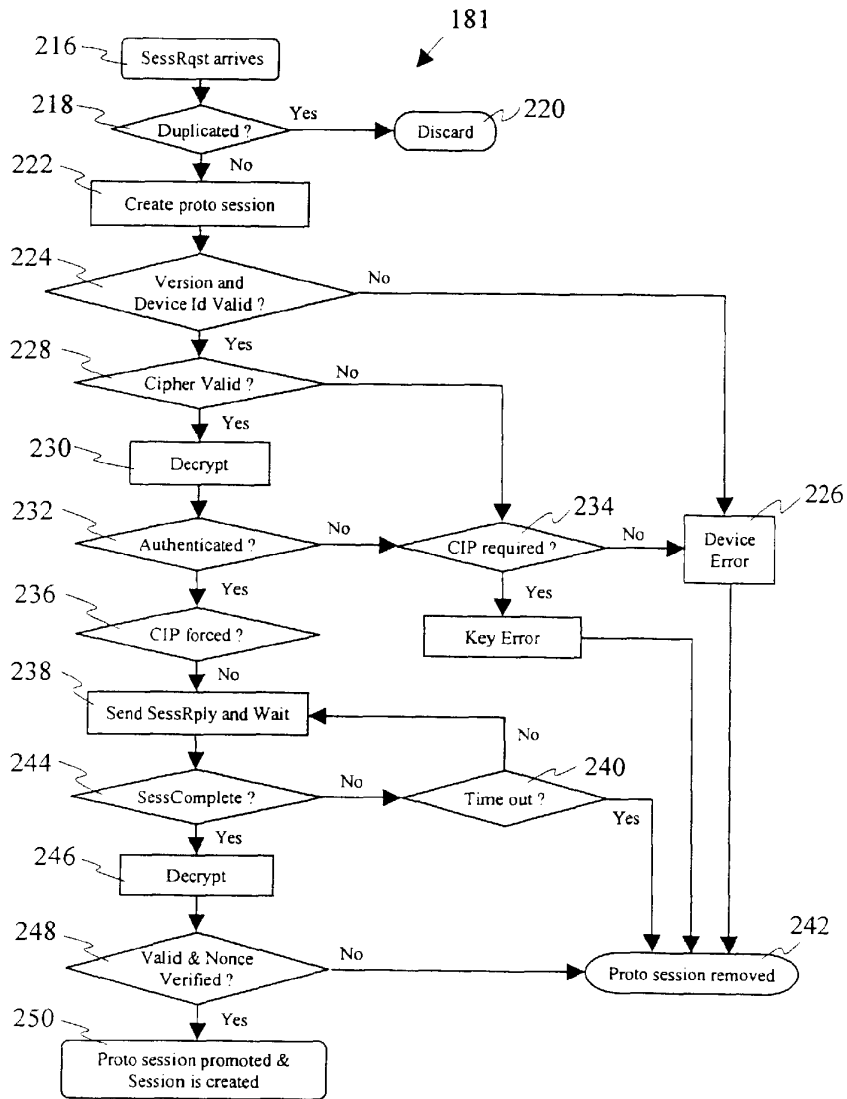 181
216
SessRqst arrives
218
Duplicated ?
Yes
220
Discard
No
222
Create proto session
224
Version and
Device Id Valid ?
No
Yes
228
Cipher Valid ?
No
Yes
230
Decrypt
232
Authenticated ?
No
234
CIP required ?
No
226
Device
Error
Yes
Yes
236
CIP forced ?
Key Error
No
238
Send SessRply and Wait
No
244
SessComplete ?
No
240
Time out ?
Yes
Yes
246
Decrypt
248
Valid & Nonce
Verified ?
No
242
Proto session removed
Yes
250
Proto session promoted &
Session is created